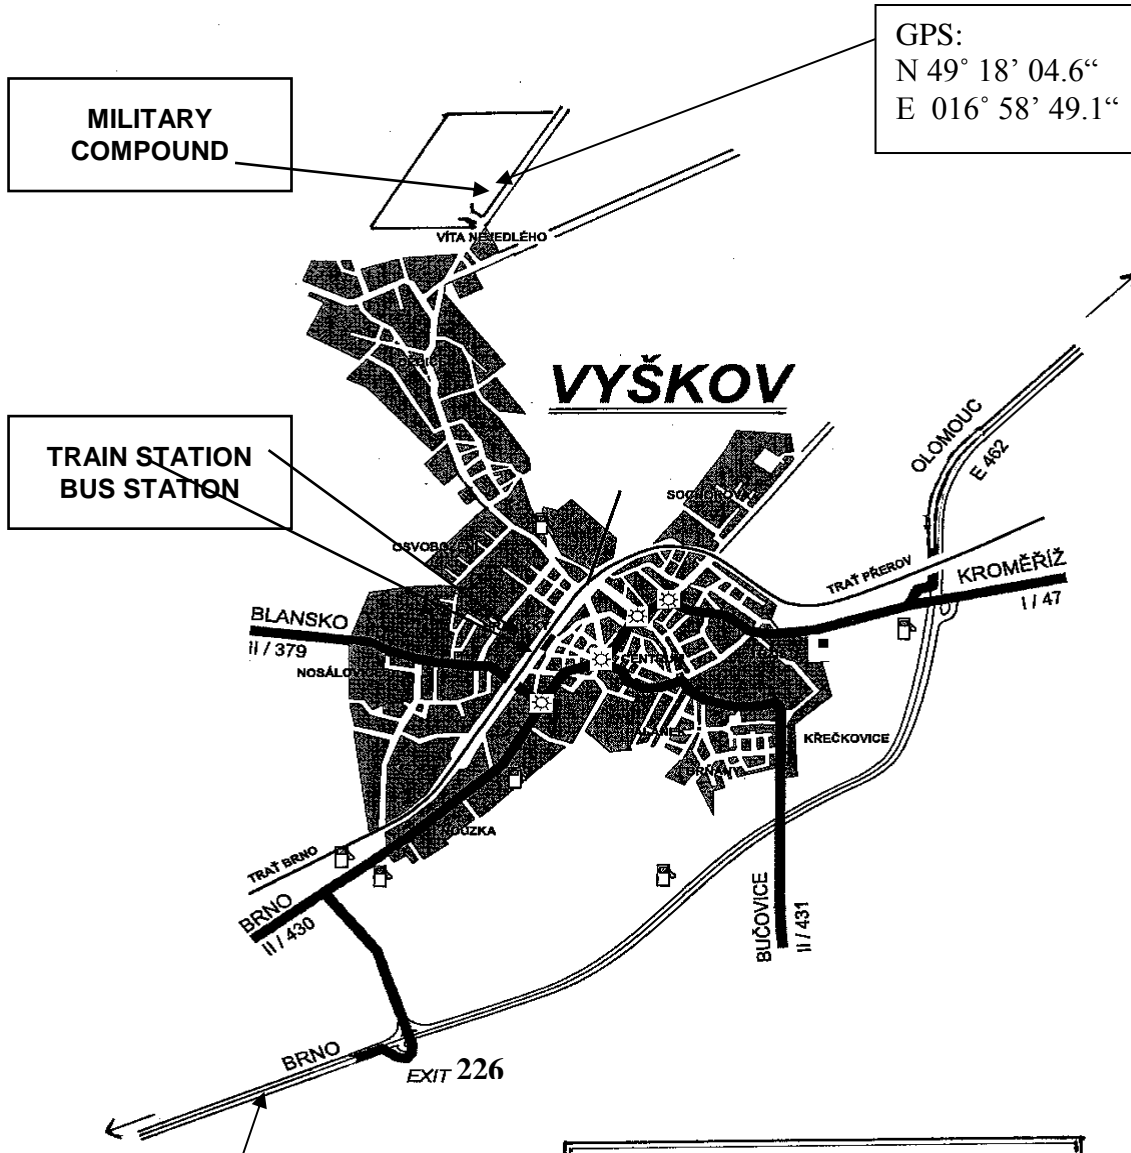 GPS:
N 49° 18’ 04.6“
E 016° 58’ 49.1“
MILITARY
COMPOUND
VÍTA NEJEDLÉHO
VYŠKOV
TRAIN STATION
BUS STATION
OLOMOUC
E 462
TRAŤ PŘEROV
KROMĚŘÍŽ
I / 47
BLANSKO
II / 379
KŘEČKOVICE
TRAŤ BRNO
BRNO
II / 430
BUČOVICE
II / 431
BRNO
EXIT 226